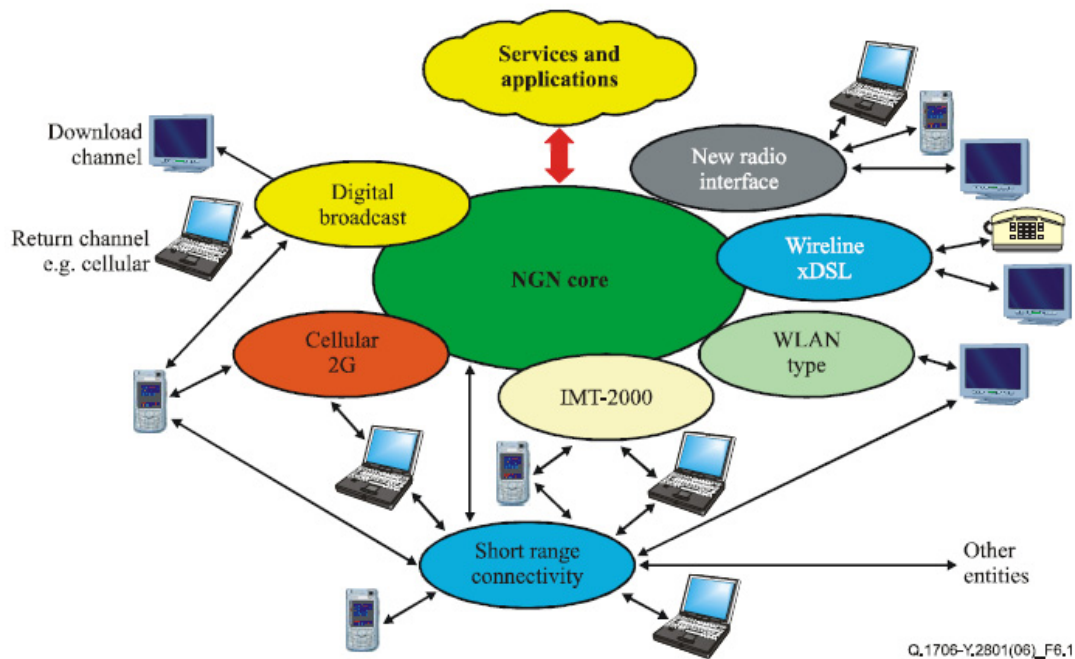 Services and
applications
Download
channel
New radio
interface
Digital
broadcast
Return channel
e.g. cellular
Wireline
xDSL
NGN core
Cellular
2G
WLAN
type
IMT-2000
Short range
connectivity
Other
entities
Q.1706-Y.2801(06)_F6.1